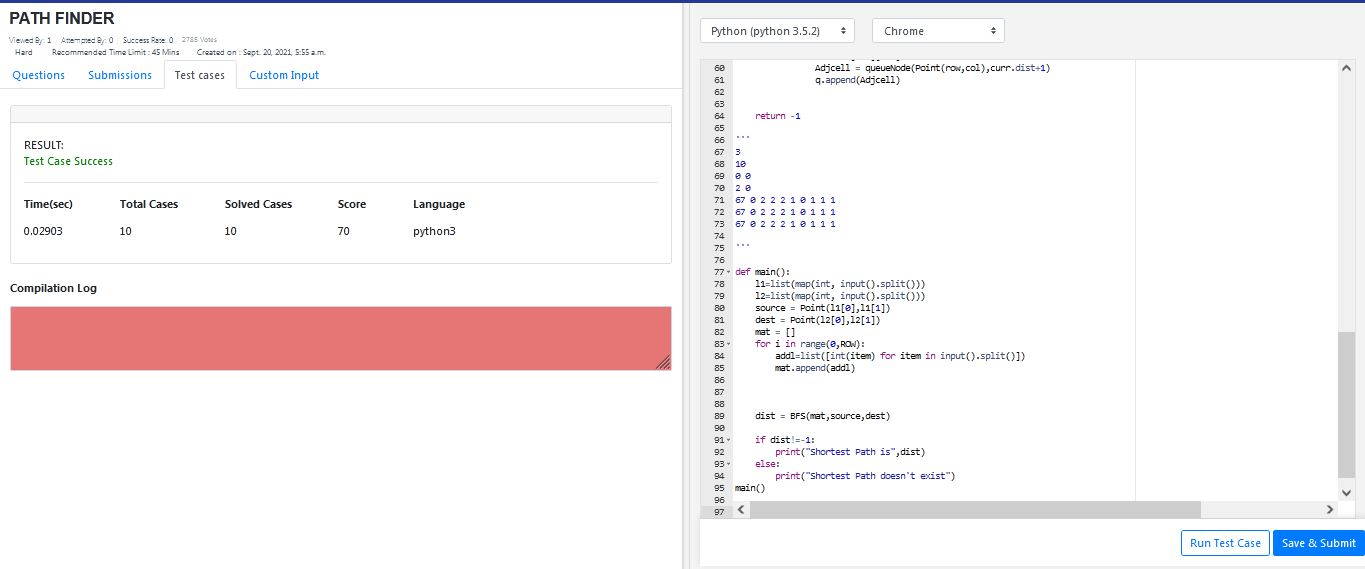 PATH FINDER
Viewed By: 1 Attempted By: 0 Success Rate: 0 2785 Votes
Hard Recommended Time Limit : 45 Mins Created on : Sept. 20, 2021, 5:55 a.m.
Questions Submissions Test cases Custom Input
RESULT:
Test Case Success
Time(sec) Total Cases Solved Cases Score Language
0.02903 10 10 70 python3
Compilation Log
Python (python 3.5.2) Chrome
60 Adjcell = queueNode(Point(row,col),curr.dist+1)
61 q.append(Adjcell)
62
63
64 return -1
65
66 '''
67 3
68 10
69 0 0
70 2 0
71 67 0 2 2 2 1 0 1 1 1
72 67 0 2 2 2 1 0 1 1 1
73 67 0 2 2 2 1 0 1 1 1
74
75 '''
76
77 def main():
78 l1=list(map(int, input().split()))
79 l2=list(map(int, input().split()))
80 source = Point(l1[0],l1[1])
81 dest = Point(l2[0],l2[1])
82 mat = []
83 for i in range(0,ROW):
84 addl=list([int(item) for item in input().split()])
85 mat.append(addl)
86
87
88
89 dist = BFS(mat,source,dest)
90
91 if dist!=-1:
92 print("Shortest Path is",dist)
93 else:
94 print("Shortest Path doesn't exist")
95 main()
96
97
Run Test Case Save & Submit